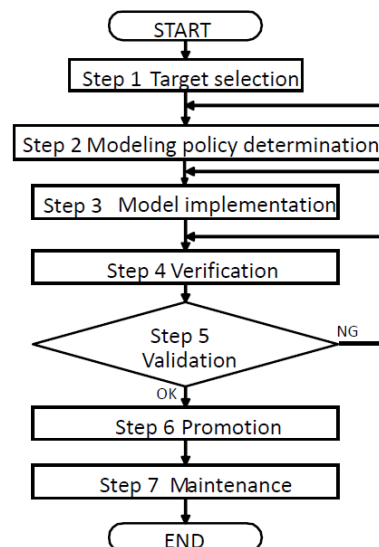 START
Step 1 Target selection
Step 2 Modeling policy determination
Step 3 Model implementation
Step 4 Verification
Step 5
Validation
NG
OK
Step 6 Promotion
Step 7 Maintenance
END